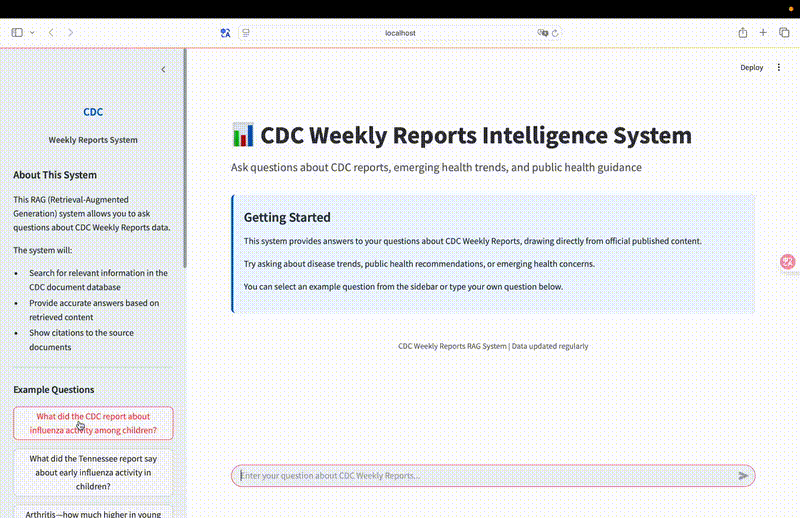 localhost
Deploy
CDC
Weekly Reports System
About This System
This RAG (Retrieval-Augmented
Generation) system allows you to ask
questions about CDC Weekly Reports data.
The system will:
Search for relevant information in the
CDC document database
Provide accurate answers based on
retrieved content
Show citations to the source
documents
Example Questions
What did the CDC report about
influenza activity among children?
What did the Tennessee report say
about early influenza activity in
children?
Arthritis—how much higher in young
CDC Weekly Reports Intelligence System
Ask questions about CDC reports, emerging health trends, and public health guidance
Getting Started
This system provides answers to your questions about CDC Weekly Reports, drawing directly from official published content.
Try asking about disease trends, public health recommendations, or emerging health concerns.
You can select an example question from the sidebar or type your own question below.
CDC Weekly Reports RAG System | Data updated regularly
Enter your question about CDC Weekly Reports...